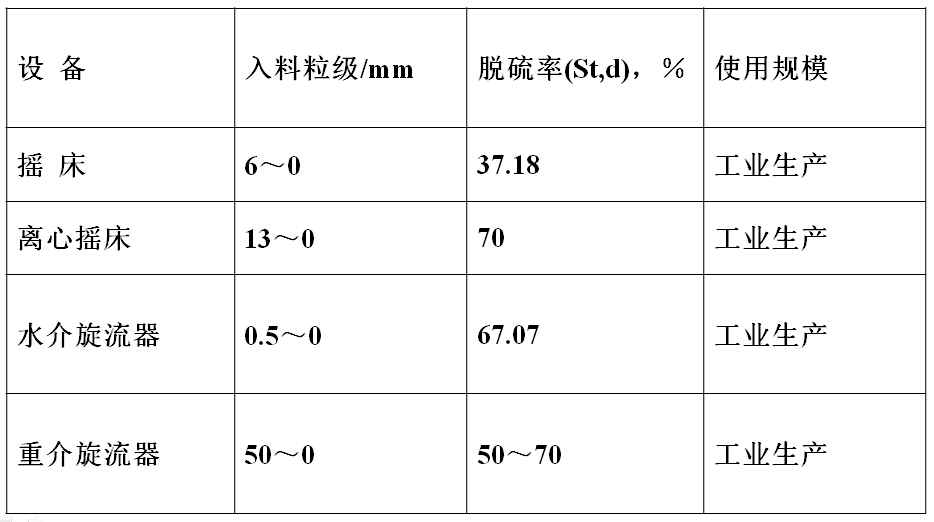 设 备 入料粒级/mm 脱硫率(St,d)，% 使用规模
摇 床 6～0 37.18 工业生产
离心摇床 13～0 70 工业生产
水介旋流器 0.5～0 67.07 工业生产
重介旋流器 50～0 50～70 工业生产